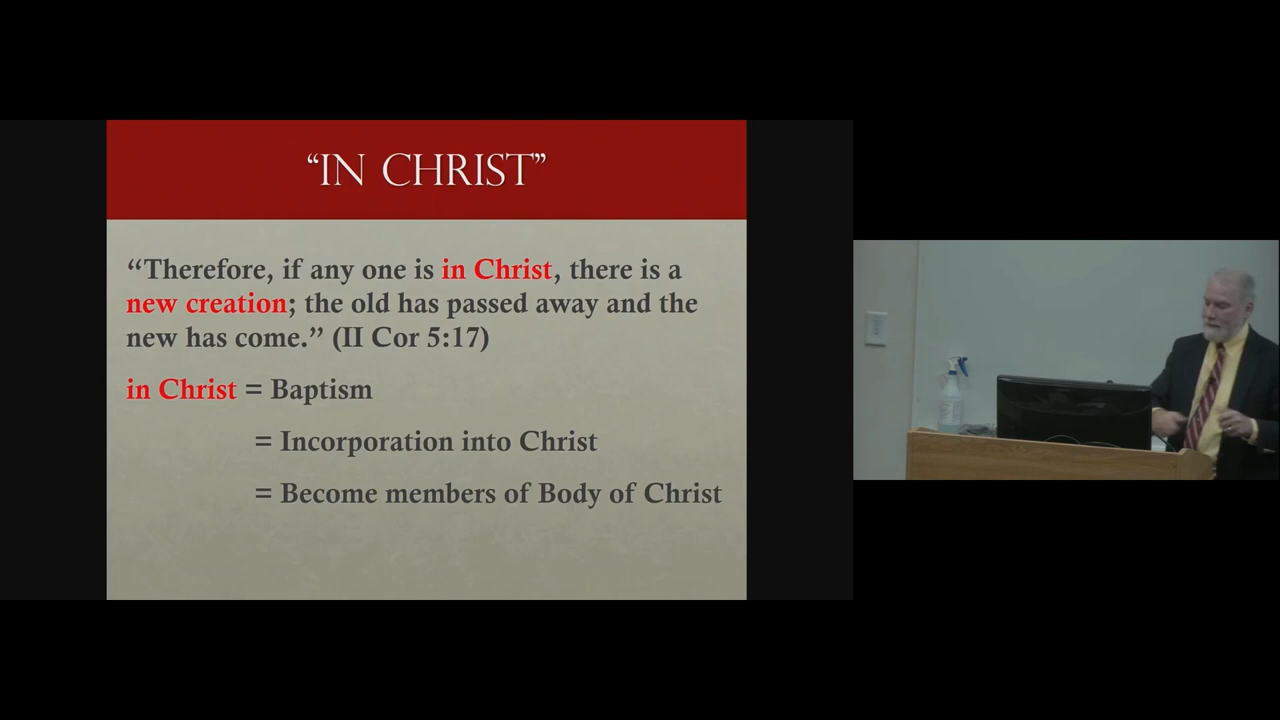 “IN CHRIST”
“Therefore, if any one is in Christ, there is a
new creation; the old has passed away and the
new has come.” (II Cor 5:17)
in Christ = Baptism
= Incorporation into Christ
= Become members of Body of Christ